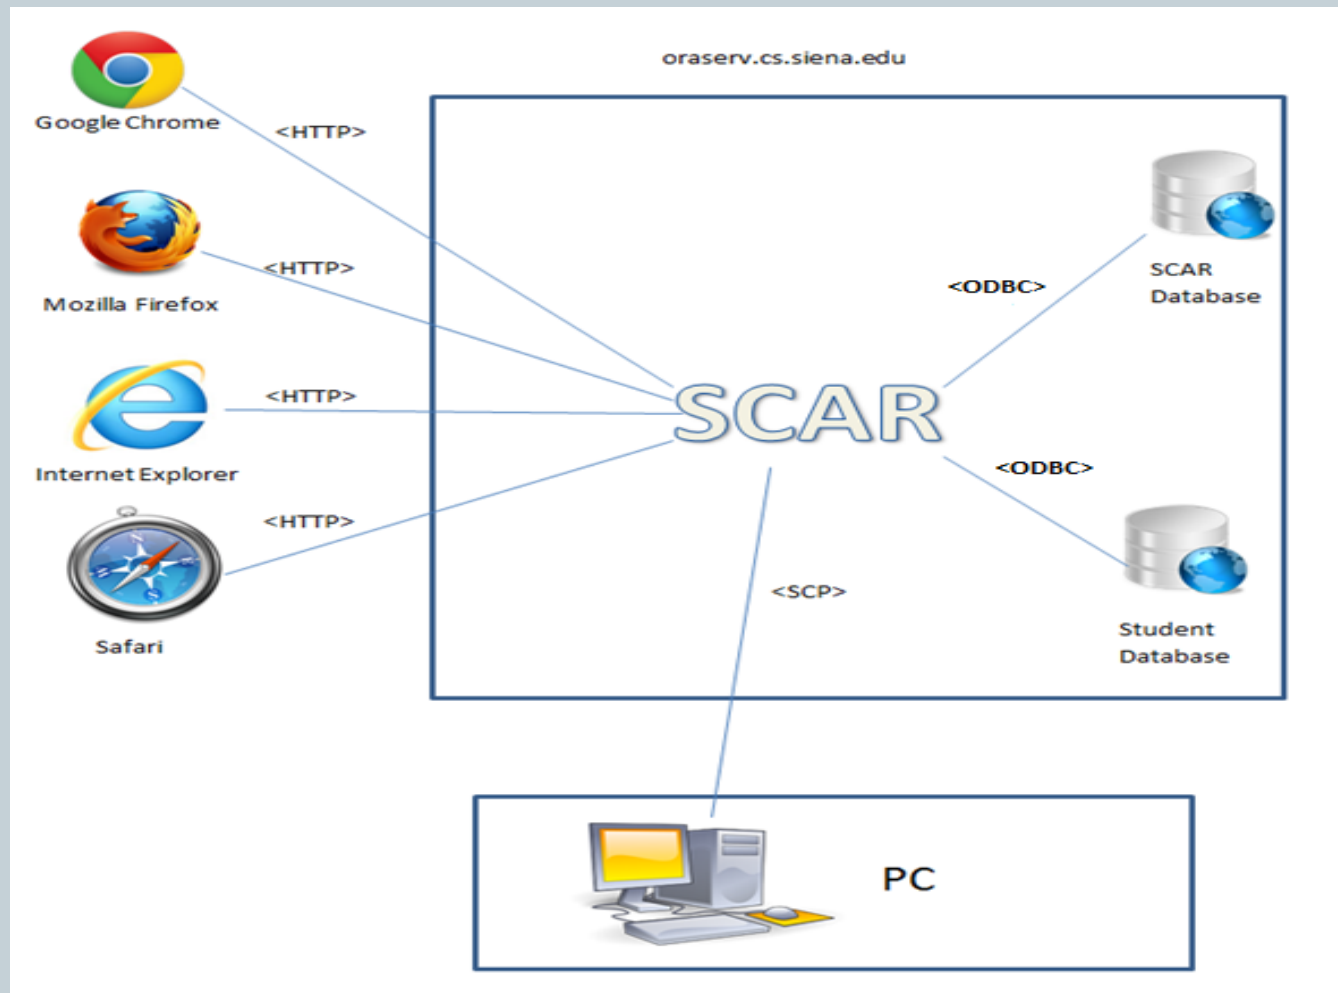 oraserv.cs.siena.edu
Google Chrome
<HTTP>
Mozilla Firefox
<HTTP>
Internet Explorer
<HTTP>
Safari
<HTTP>
SCAR
<ODBC>
SCAR
Database
<ODBC>
Student
Database
<SCP>
PC